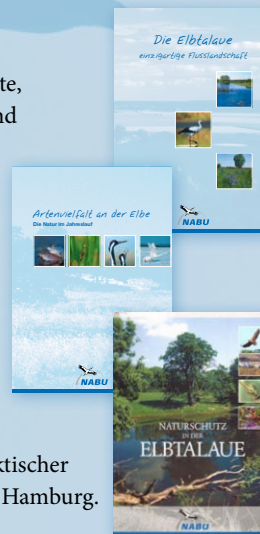 Die Elbtalaue
einzigartige Flusslandschaft
te,
nd
NABU
Artenvielfalt an der Elbe
Die Natur im Jahreslauf
NABU
NATURSCHUTZ
IN DER
ELBTALAUE
ktischer
Hamburg.
NABU